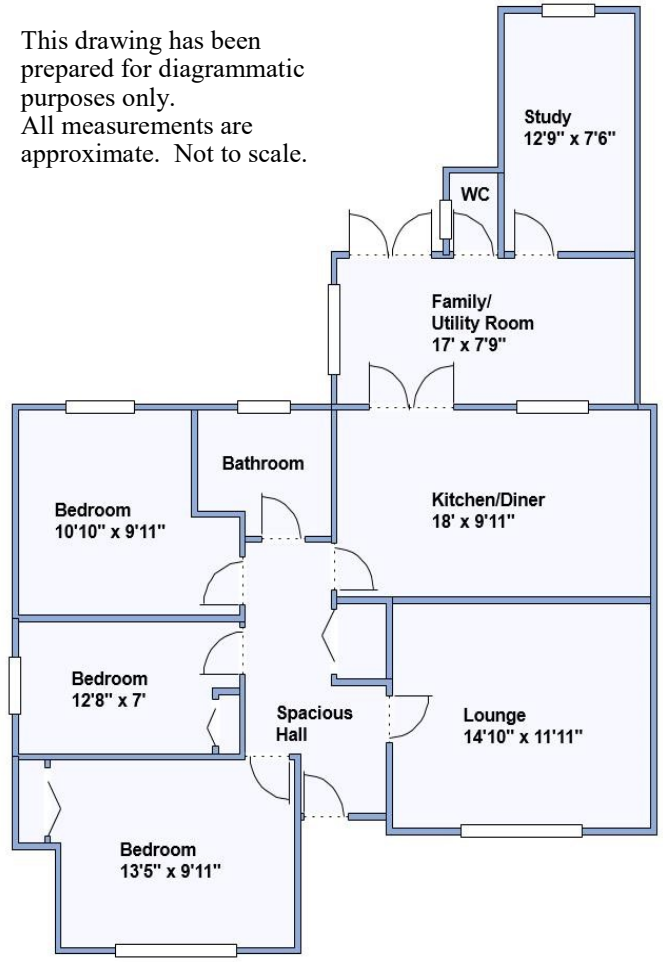 This drawing has been
prepared for diagrammatic
purposes only.
All measurements are
approximate.  Not to scale.
Study
12'9" x 7'6"
WC
Family/
Utility Room
17' x 7'9"
Bathroom
Bedroom
10'10" x 9'11"
Kitchen/Diner
18' x 9'11"
Bedroom
12'8" x 7'
Spacious
Hall
Lounge
14'10" x 11'11"
Bedroom
13'5" x 9'11"